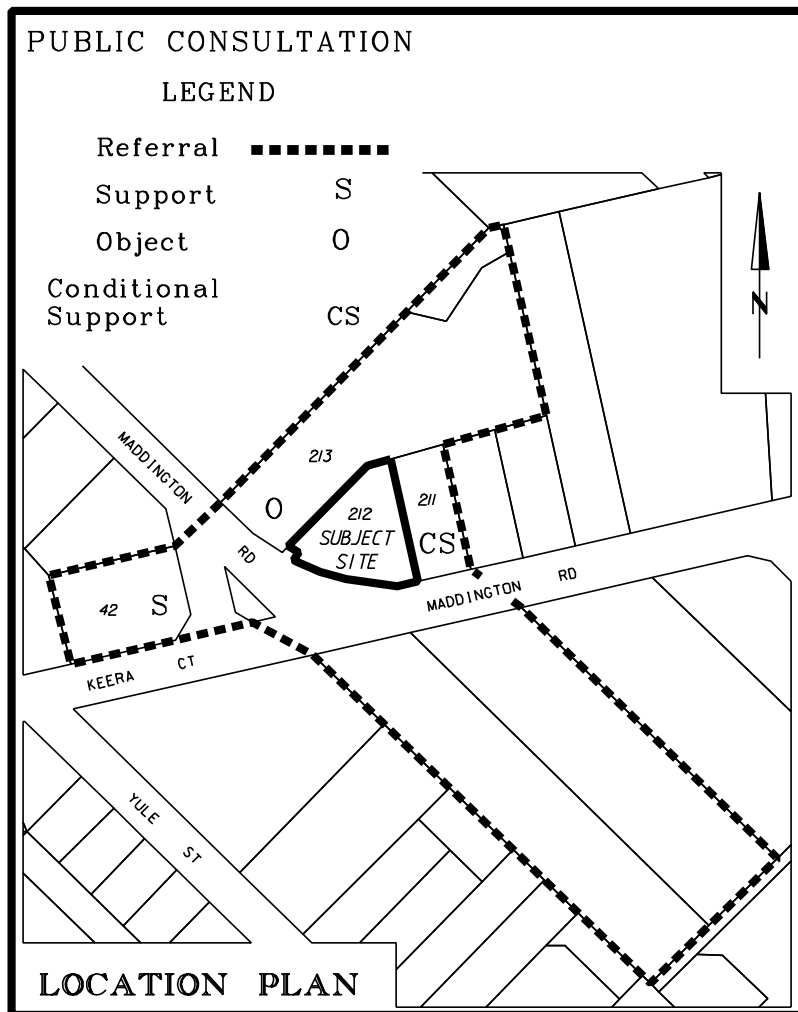 PUBLIC CONSULTATION
LEGEND
Referral
Support S
Object O
Conditional
Support CS
N
MADDINGTON
RD
213
O
212
SUBJECT
SITE
211
CS
42 S
MADDINGTON RD
KEERA CT
YULE ST
LOCATION PLAN